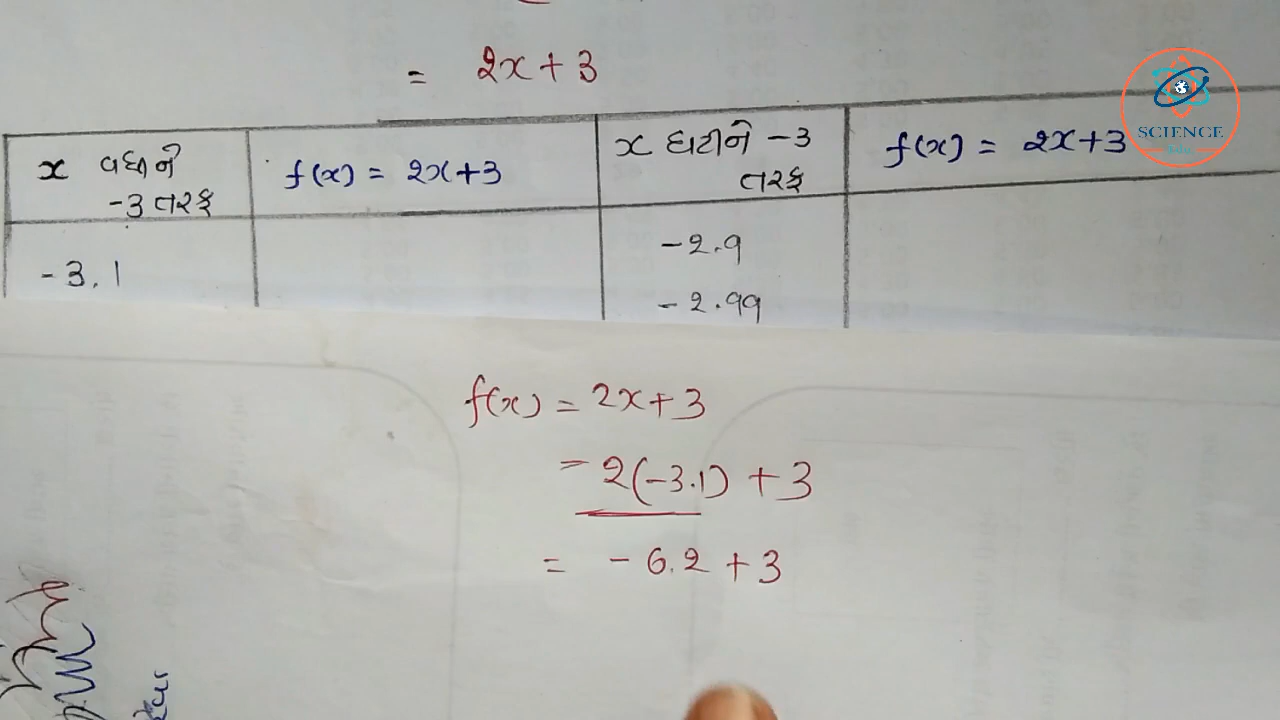 = 2x + 3
x વધીને -3 તરફ
f(x) = 2x+3
x ઘટીને -3 તરફ
f(x) = 2x+3
SCIENCE
-3.1
-2.9
-2.99
f(x) = 2x+3
= 2(-3.1) + 3
= -6.2 + 3